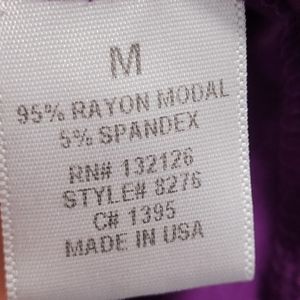 M
95% RAYON MODAL
5% SPANDEX
RN# 132126
STYLE# 8276
C# 1395
MADE IN USA